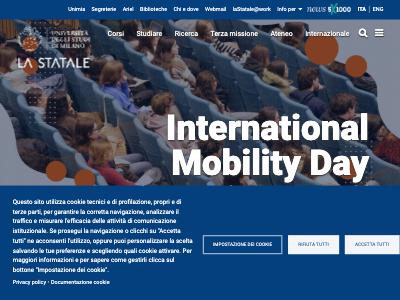 Unimia Segreterie Ariel Biblioteche Chi e dove Webmail laStatale@work Info per news 5X1000 ITA | ENG
UNIVERSITÀ
DEGLI STUDI
DI MILANO
LA STATALE
Corsi Studiare Ricerca Terza missione Ateneo Internazionale
International
Mobility Day
Questo sito utilizza cookie tecnici e di profilazione, propri e di
terze parti, per garantire la corretta navigazione, analizzare il
traffico e misurare l'efficacia delle attività di comunicazione
istituzionale. Se prosegui la navigazione o clicchi su "Accetta
tutti" ne acconsenti l'utilizzo, oppure puoi personalizzare la scelta
salvando le tue preferenze e scegliendo quali cookie attivare. Per
maggiori informazioni e per sapere come gestirli clicca sul
bottone "Impostazione dei cookie".
Privacy policy - Documentazione cookie
IMPOSTAZIONE DEI COOKIE RIFIUTA TUTTI ACCETTA TUTTI